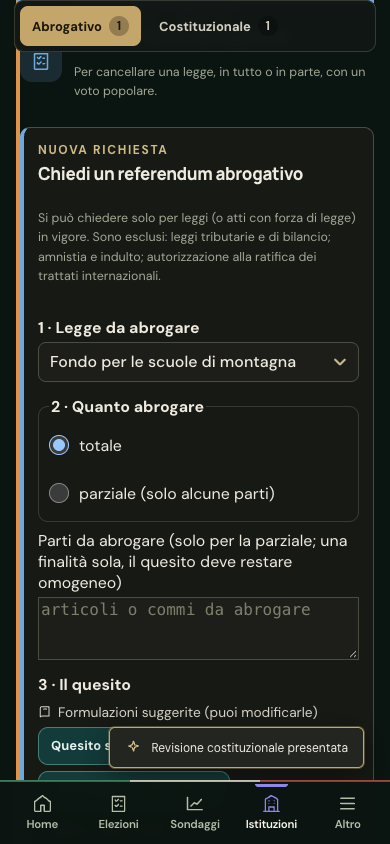 Abrogativo 1 Costituzionale 1
Per cancellare una legge, in tutto o in parte, con un
voto popolare.
NUOVA RICHIESTA
Chiedi un referendum abrogativo
Si può chiedere solo per leggi (o atti con forza di legge)
in vigore. Sono esclusi: leggi tributarie e di bilancio;
amnistia e indulto; autorizzazione alla ratifica dei
trattati internazionali.
1 · Legge da abrogare
Fondo per le scuole di montagna
2 · Quanto abrogare
totale
parziale (solo alcune parti)
Parti da abrogare (solo per la parziale; una
finalità sola, il quesito deve restare
omogeneo)
articoli o commi da abrogare
3 · Il quesito
Formulazioni suggerite (puoi modificarle)
Quesito
Revisione costituzionale presentata
Home Elezioni Sondaggi Istituzioni Altro